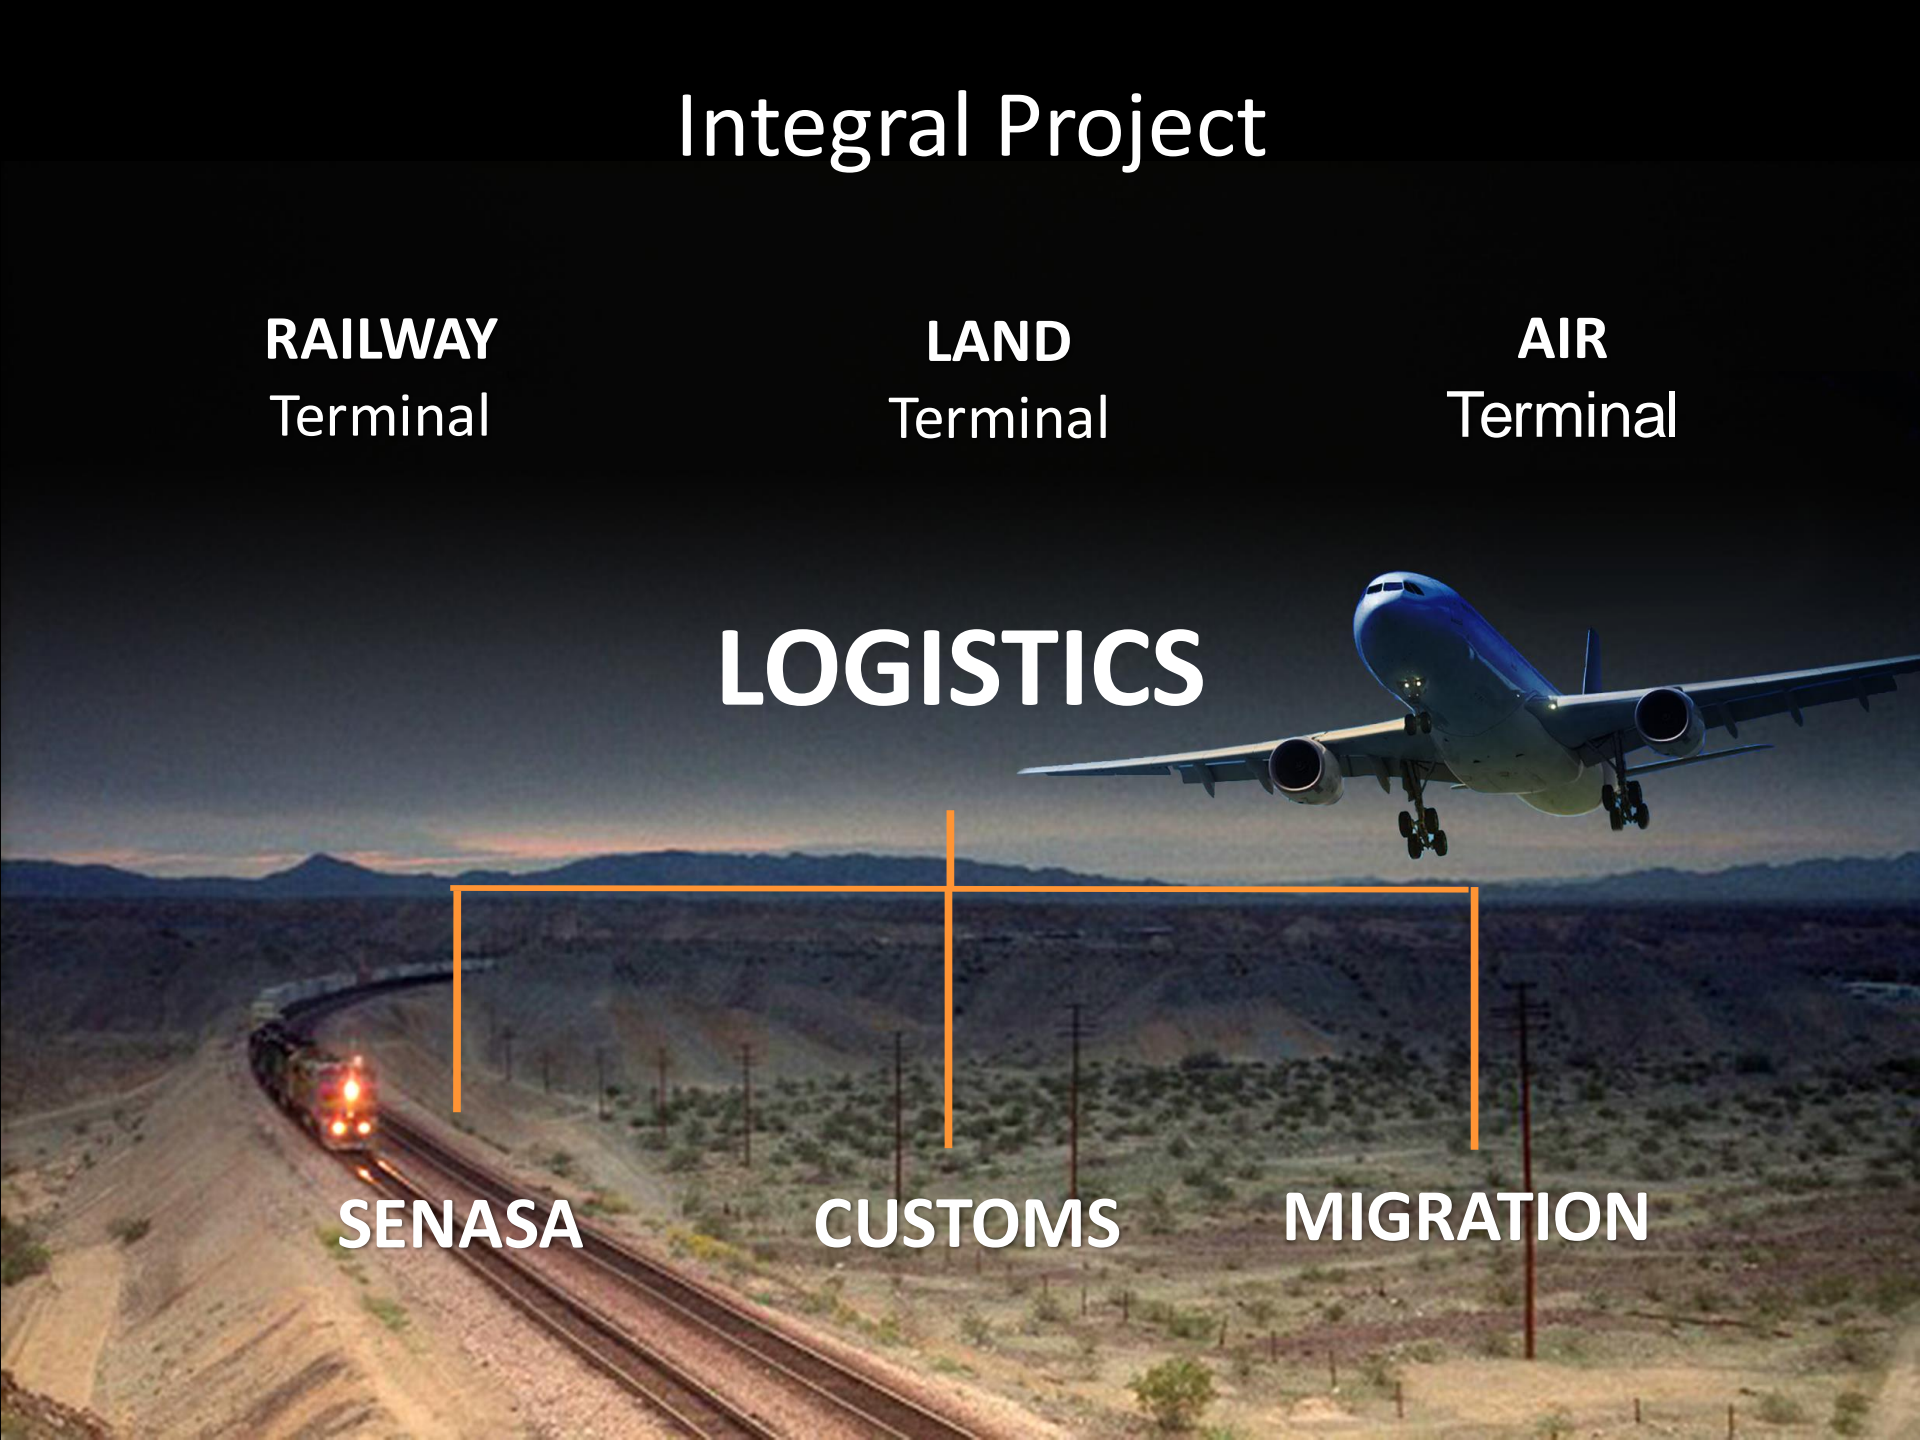 Integral Project
RAILWAY
Terminal
LAND
Terminal
AIR
Terminal
LOGISTICS
SENASA
CUSTOMS
MIGRATION